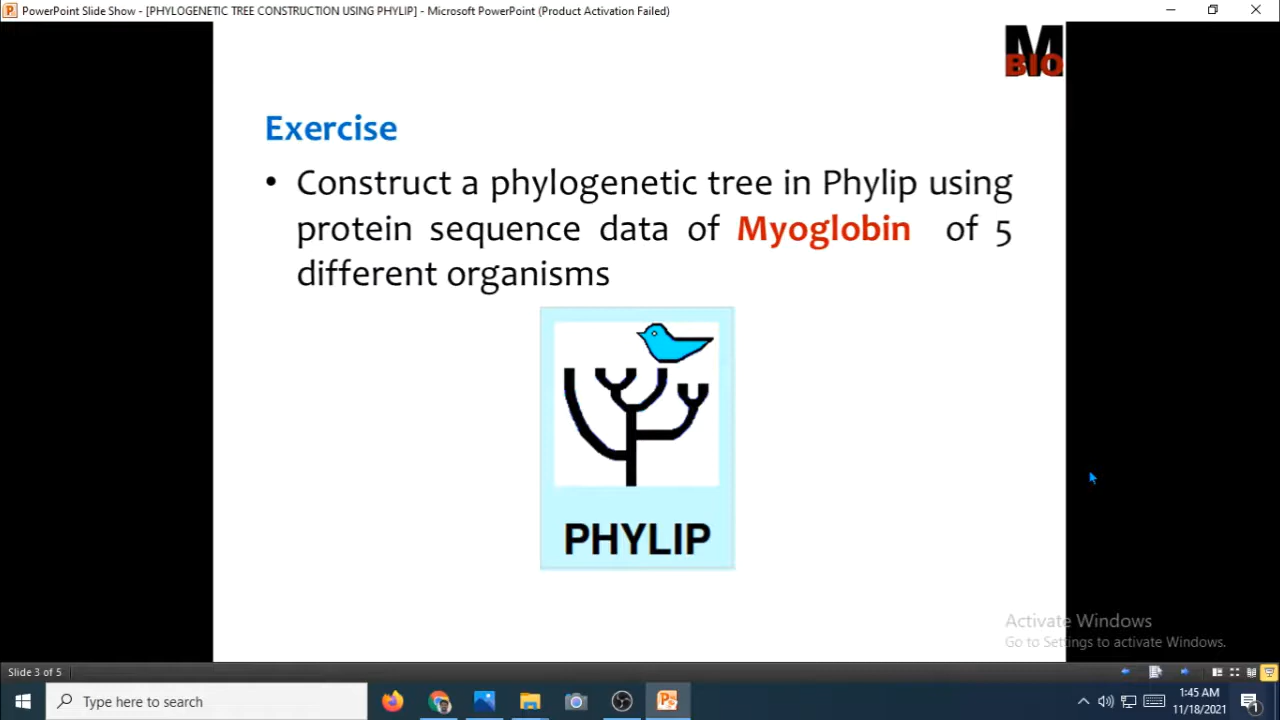 PowerPoint Slide Show - [PHYLOGENETIC TREE CONSTRUCTION USING PHYLIP] - Microsoft PowerPoint (Product Activation Failed)
M
BIO
Exercise
• Construct a phylogenetic tree in Phylip using
protein sequence data of Myoglobin of 5
different organisms
PHYLIP
Activate Windows
Go to Settings to activate Windows.
Slide 3 of 5
Type here to search
1:45 AM
11/18/2021
1